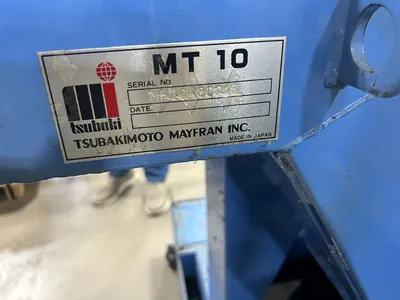 MT 10
SERIAL NO.
DATE
tsubaki
TSUBAKIMOTO MAYFRAN INC.
MADE IN JAPAN